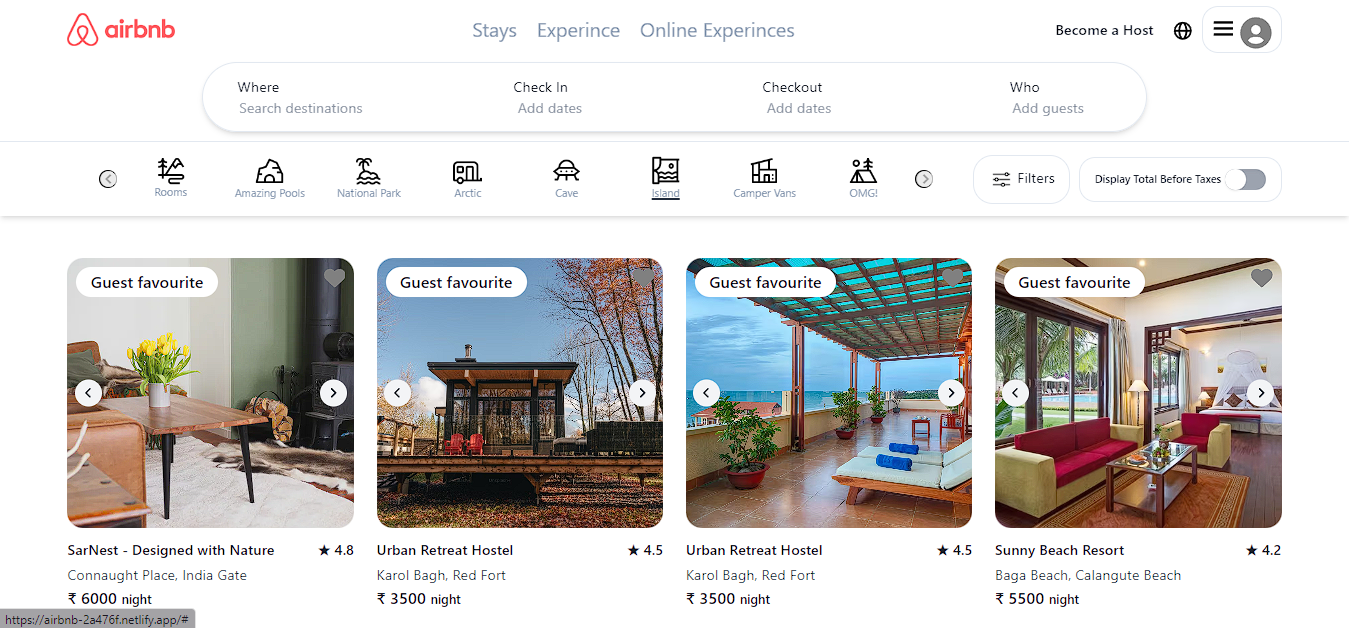 airbnb
Stays Experince Online Experinces
Become a Host
Where Check In Checkout Who
Search destinations Add dates Add dates Add guests
Rooms Amazing Pools National Park Arctic Cave Island Camper Vans OMG!
Filters
Display Total Before Taxes
Guest favourite Guest favourite Guest favourite Guest favourite
SarNest - Designed with Nature ★ 4.8 Urban Retreat Hostel ★ 4.5 Urban Retreat Hostel ★ 4.5 Sunny Beach Resort ★ 4.2
Connaught Place, India Gate Karol Bagh, Red Fort Karol Bagh, Red Fort Baga Beach, Calangute Beach
₹ 6000 night ₹ 3500 night ₹ 3500 night ₹ 5500 night
https://airbnb-2a476f.netlify.app/#